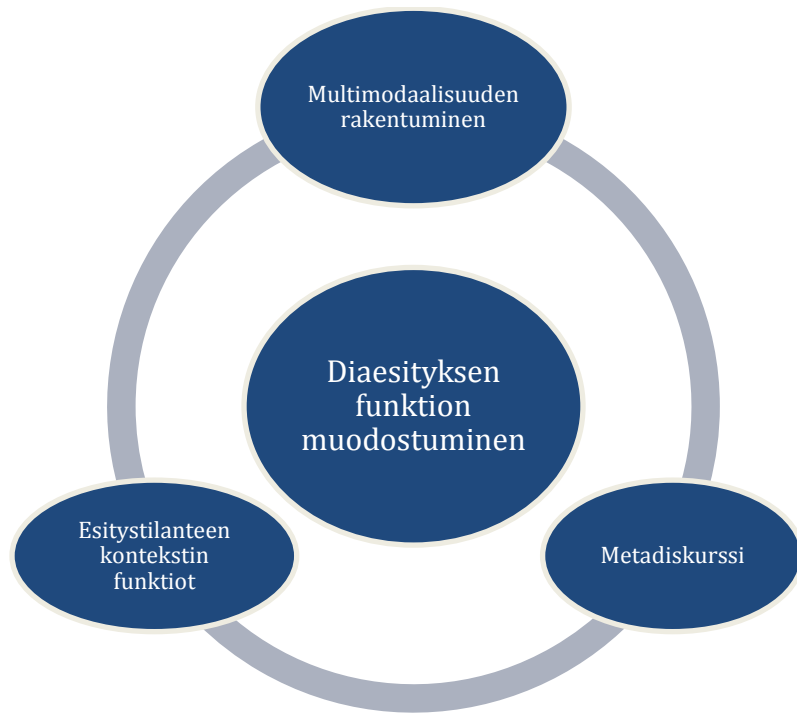 Multimodaalisuuden
rakentuminen
Diaesityksen
funktion
muodostuminen
Esitystilanteen
kontekstin
funktiot
Metadiskurssi